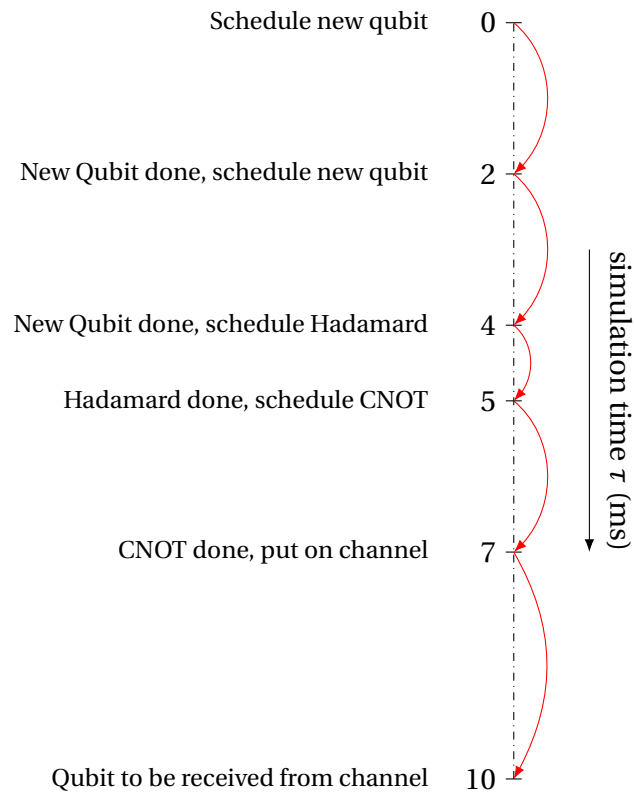 Schedule new qubit 0
New Qubit done, schedule new qubit 2
New Qubit done, schedule Hadamard 4
Hadamard done, schedule CNOT 5
CNOT done, put on channel 7
Qubit to be received from channel 10
simulation time τ (ms)